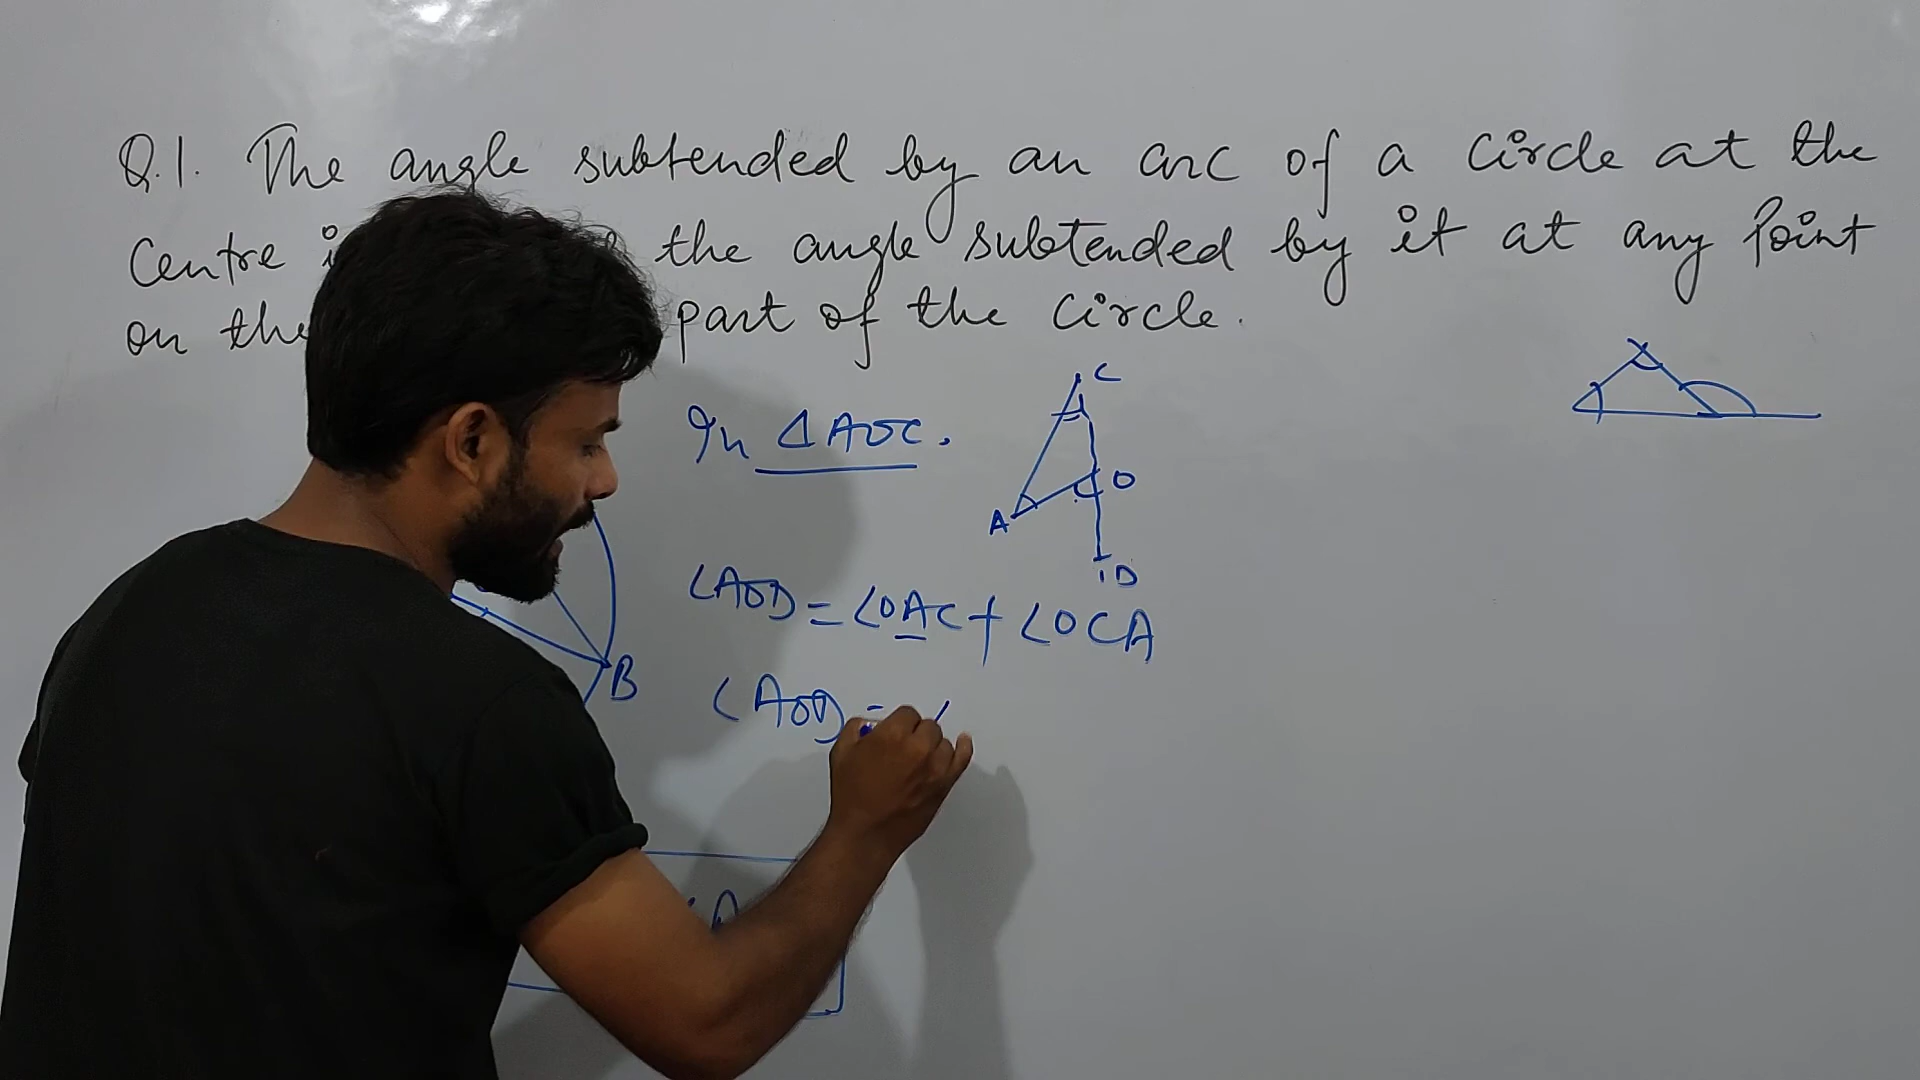 Q.1. The angle subtended by an arc of a circle at the
Centre the angle subtended by it at any point
on the part of the circle.
In ΔAOC.
C
O
A
D
∠AOD = ∠OAC + ∠OCA
B
∠AOD = ∠